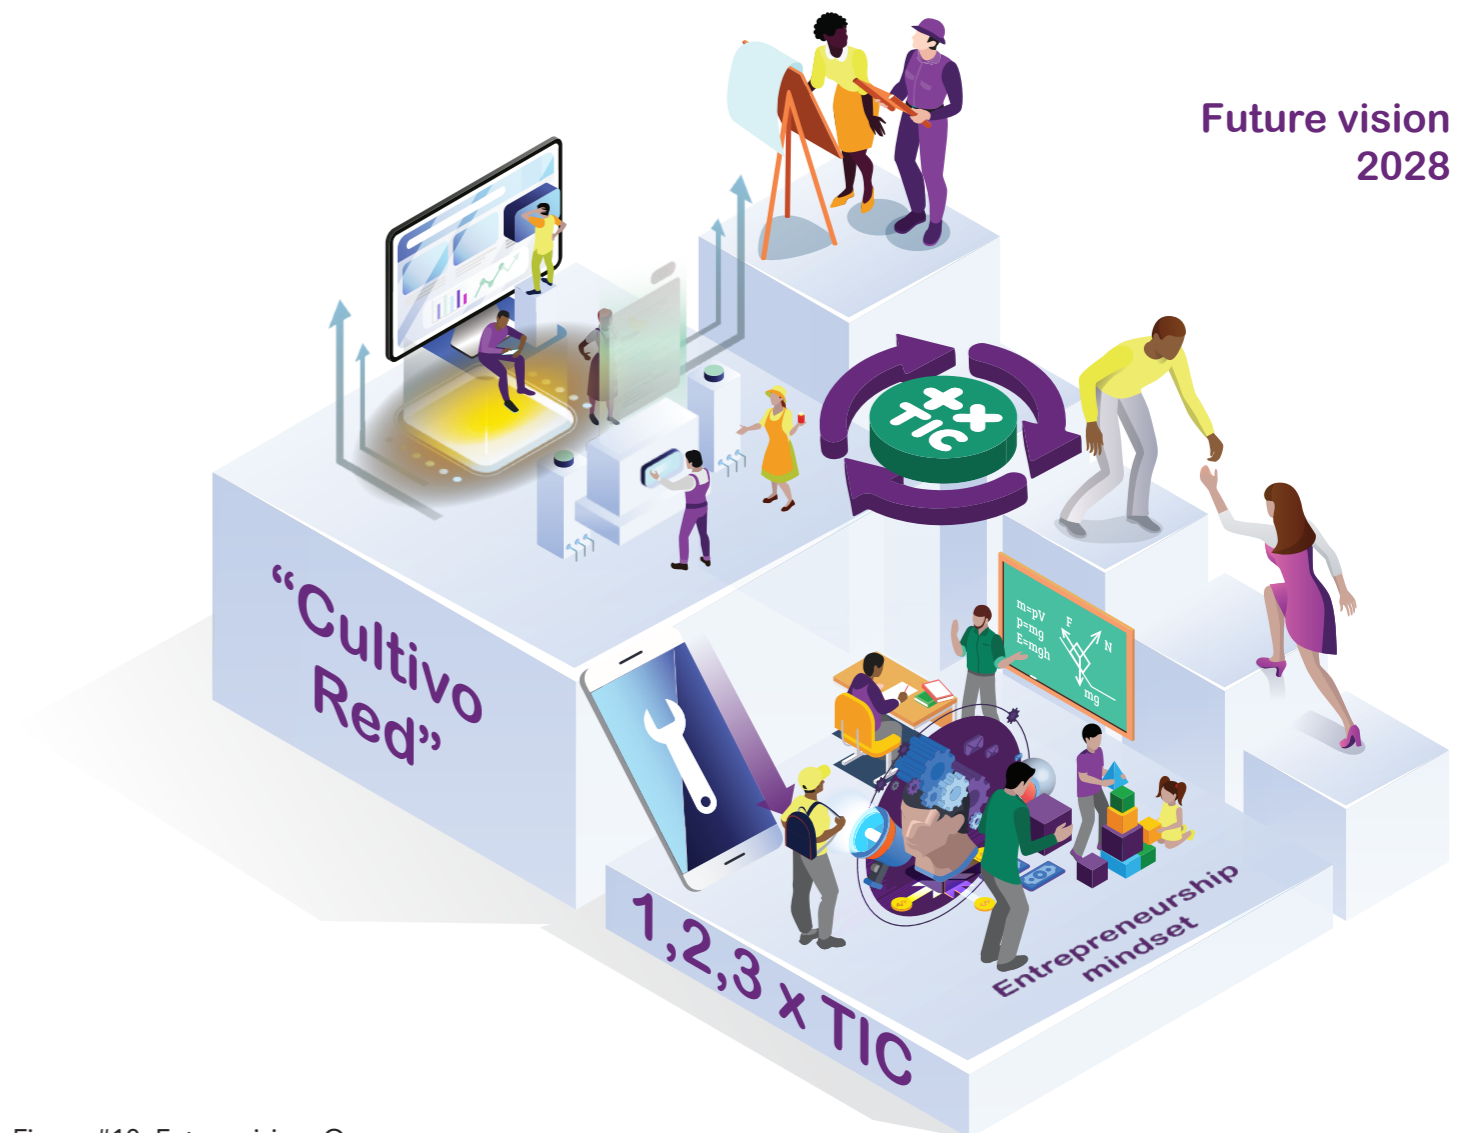 Future vision
2028
××
TIC
“Cultivo
Red”
m=pV
p=mg
E=mgh
F
N
mg
1,2,3 x TIC
Entrepreneurship
mindset